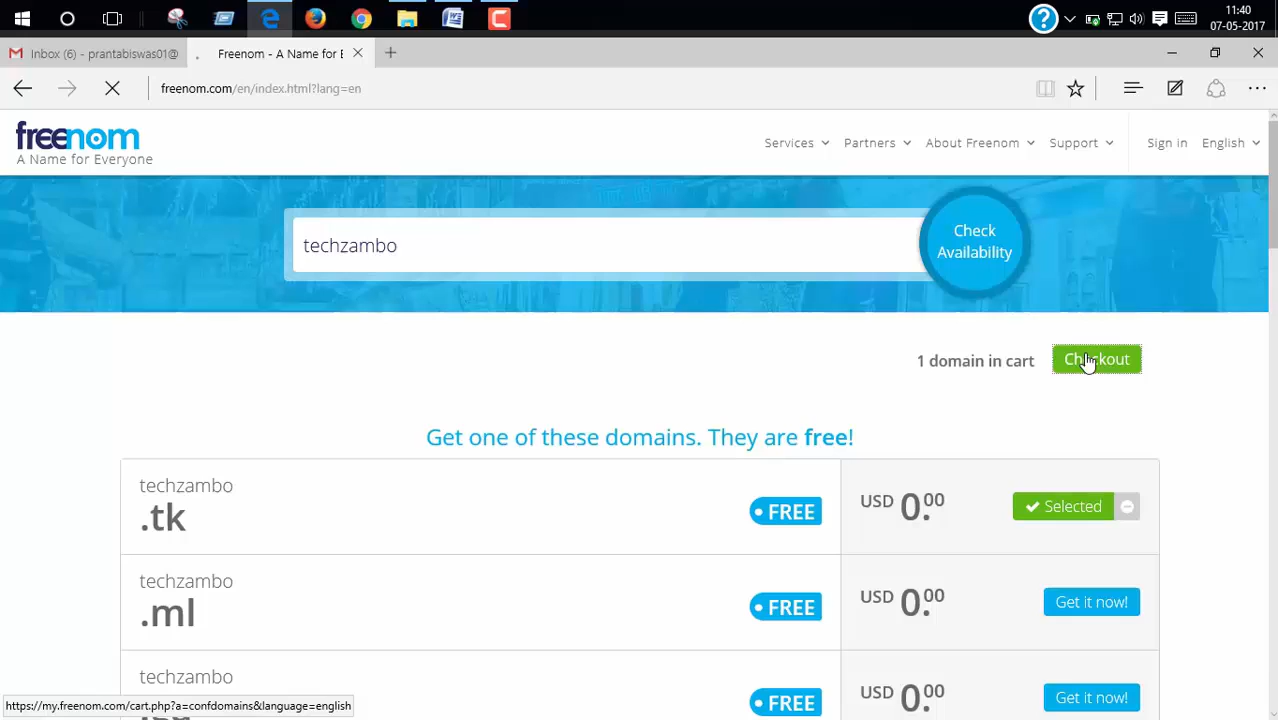 11:40
07-05-2017
Inbox (6) - prantabiswas01@
Freenom - A Name for E
freenom.com/en/index.html?lang=en
freenom
A Name for Everyone
Services
Partners
About Freenom
Support
Sign in
English
techzambo
Check
Availability
1 domain in cart
Checkout
Get one of these domains. They are free!
techzambo
.tk
FREE
USD 0.00
Selected
techzambo
.ml
FREE
USD 0.00
Get it now!
techzambo
FREE
USD 0.00
Get it now!
https://my.freenom.com/cart.php?a=confdomains&language=english